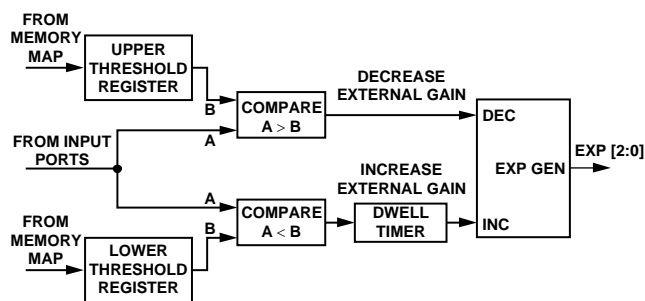 FROM
MEMORY
MAP
UPPER
THRESHOLD
REGISTER
B
COMPARE
A > B
A
DECREASE
EXTERNAL GAIN
DEC
EXP GEN
EXP [2:0]
INC
FROM INPUT
PORTS
A
B
COMPARE
A < B
INCREASE
EXTERNAL GAIN
DWELL
TIMER
FROM
MEMORY
MAP
LOWER
THRESHOLD
REGISTER